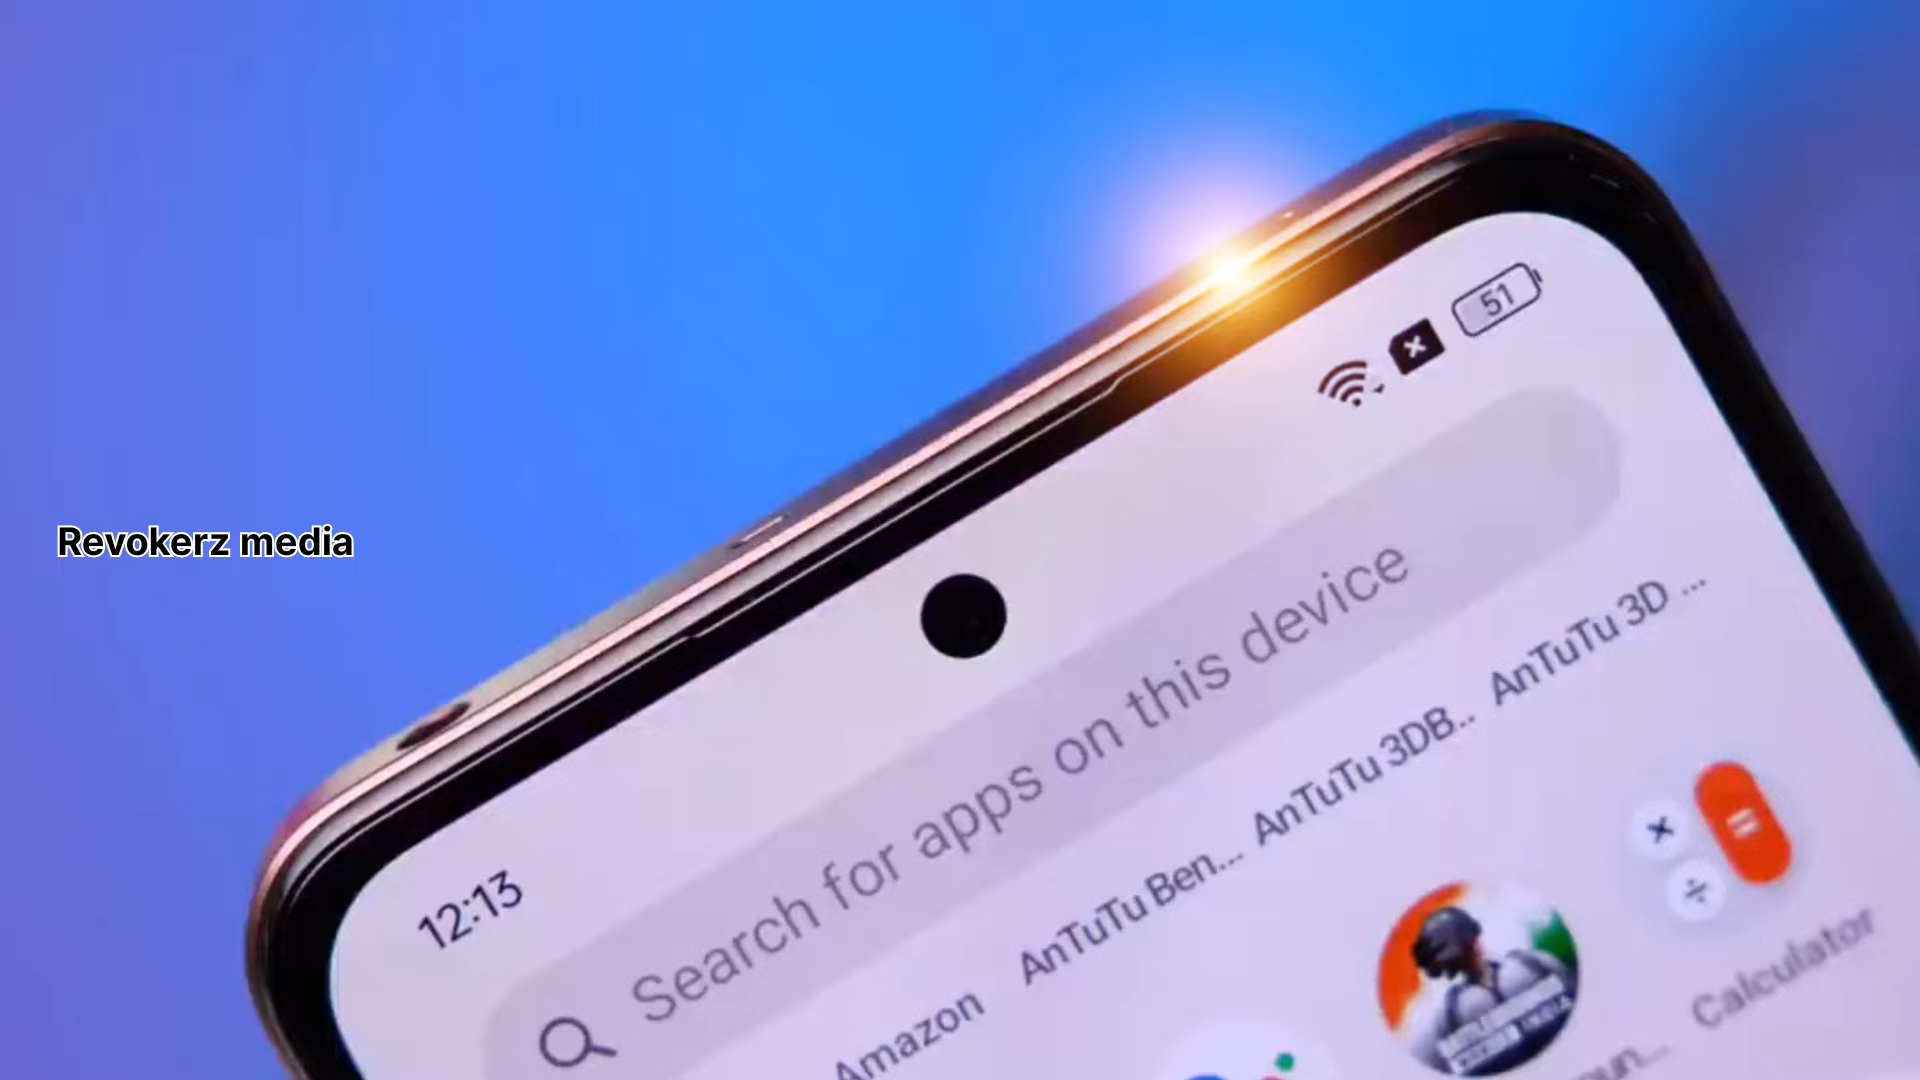 Revokerz media
51
12:13
Search for apps on this device
Amazon
AnTuTu Ben...
AnTuTu 3DB..
AnTuTu 3D ...
Calculator
INDIA